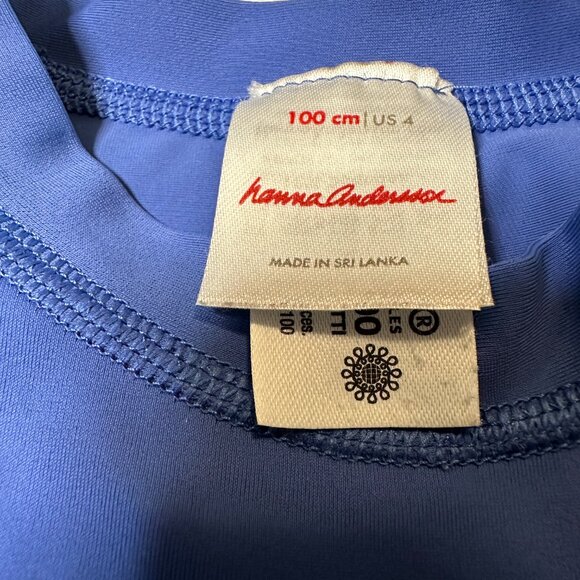 100 cm | US 4
hanna andersson
MADE IN SRI LANKA
®